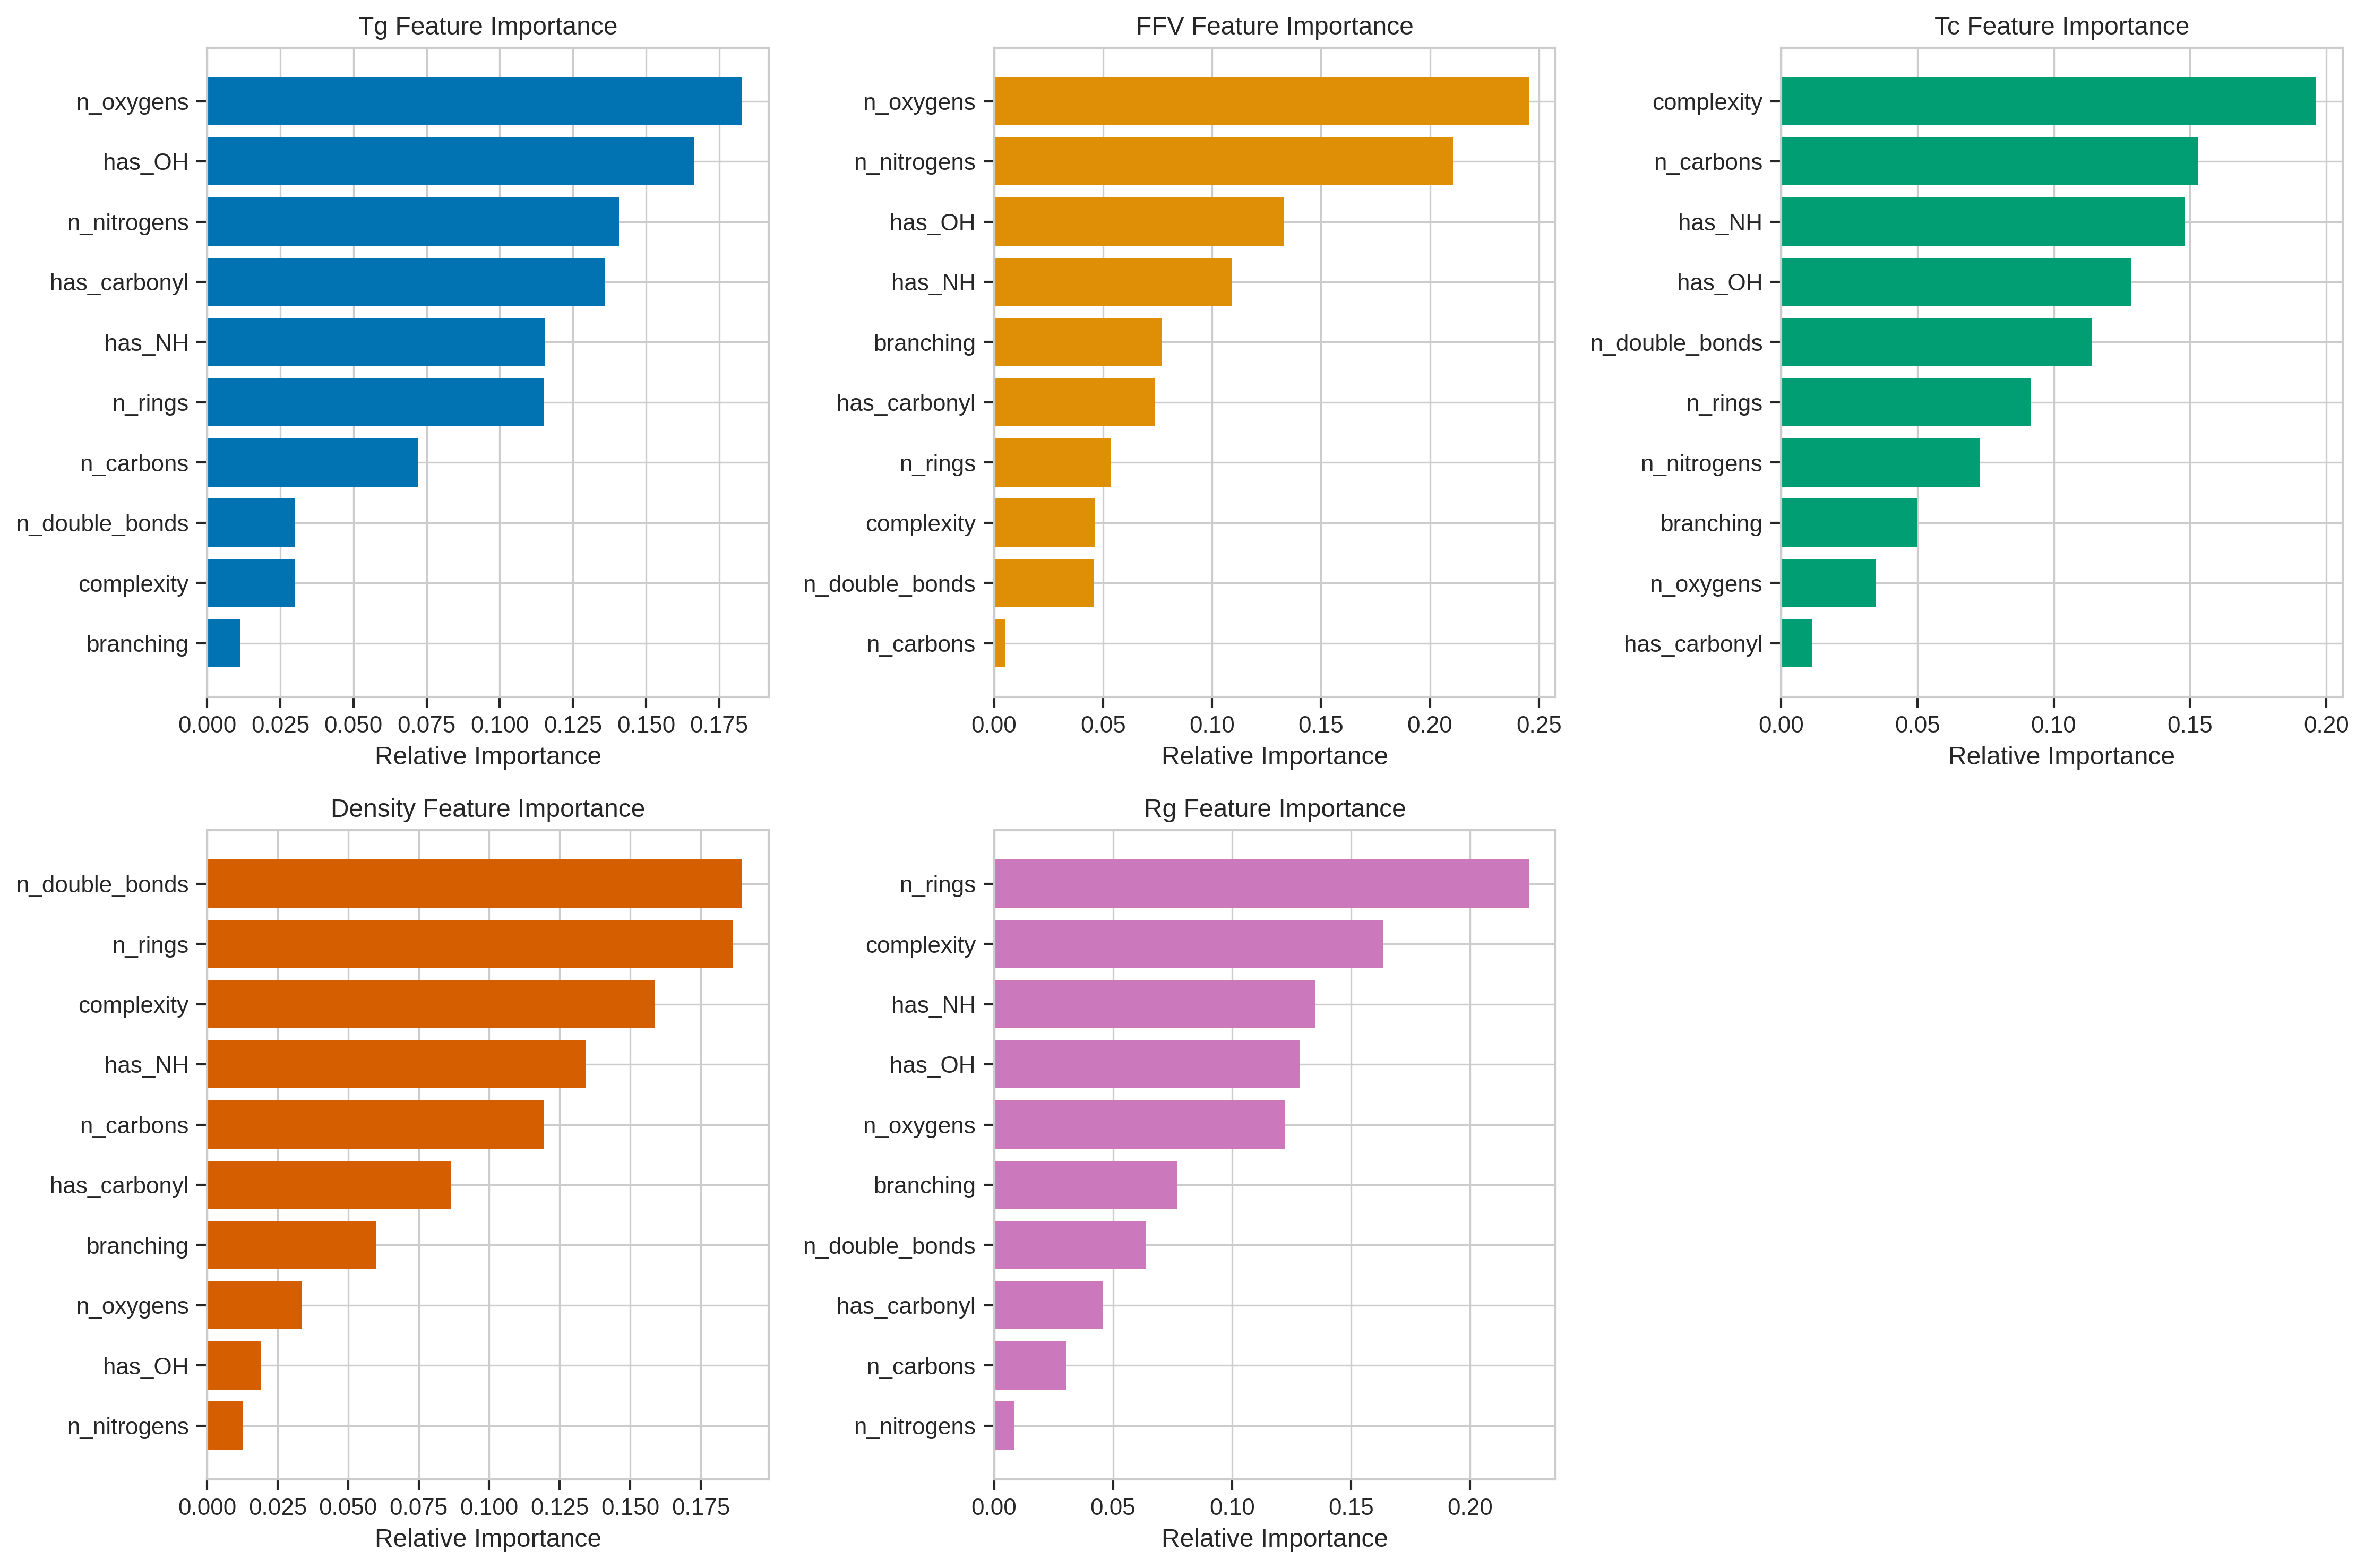 Tg Feature Importance
n_oxygens
has_OH
n_nitrogens
has_carbonyl
has_NH
n_rings
n_carbons
n_double_bonds
complexity
branching
0.000 0.025 0.050 0.075 0.100 0.125 0.150 0.175
Relative Importance
FFV Feature Importance
n_oxygens
n_nitrogens
has_OH
has_NH
branching
has_carbonyl
n_rings
complexity
n_double_bonds
n_carbons
0.00 0.05 0.10 0.15 0.20 0.25
Relative Importance
Tc Feature Importance
complexity
n_carbons
has_NH
has_OH
n_double_bonds
n_rings
n_nitrogens
branching
n_oxygens
has_carbonyl
0.00 0.05 0.10 0.15 0.20
Relative Importance
Density Feature Importance
n_double_bonds
n_rings
complexity
has_NH
n_carbons
has_carbonyl
branching
n_oxygens
has_OH
n_nitrogens
0.000 0.025 0.050 0.075 0.100 0.125 0.150 0.175
Relative Importance
Rg Feature Importance
n_rings
complexity
has_NH
has_OH
n_oxygens
branching
n_double_bonds
has_carbonyl
n_carbons
n_nitrogens
0.00 0.05 0.10 0.15 0.20
Relative Importance